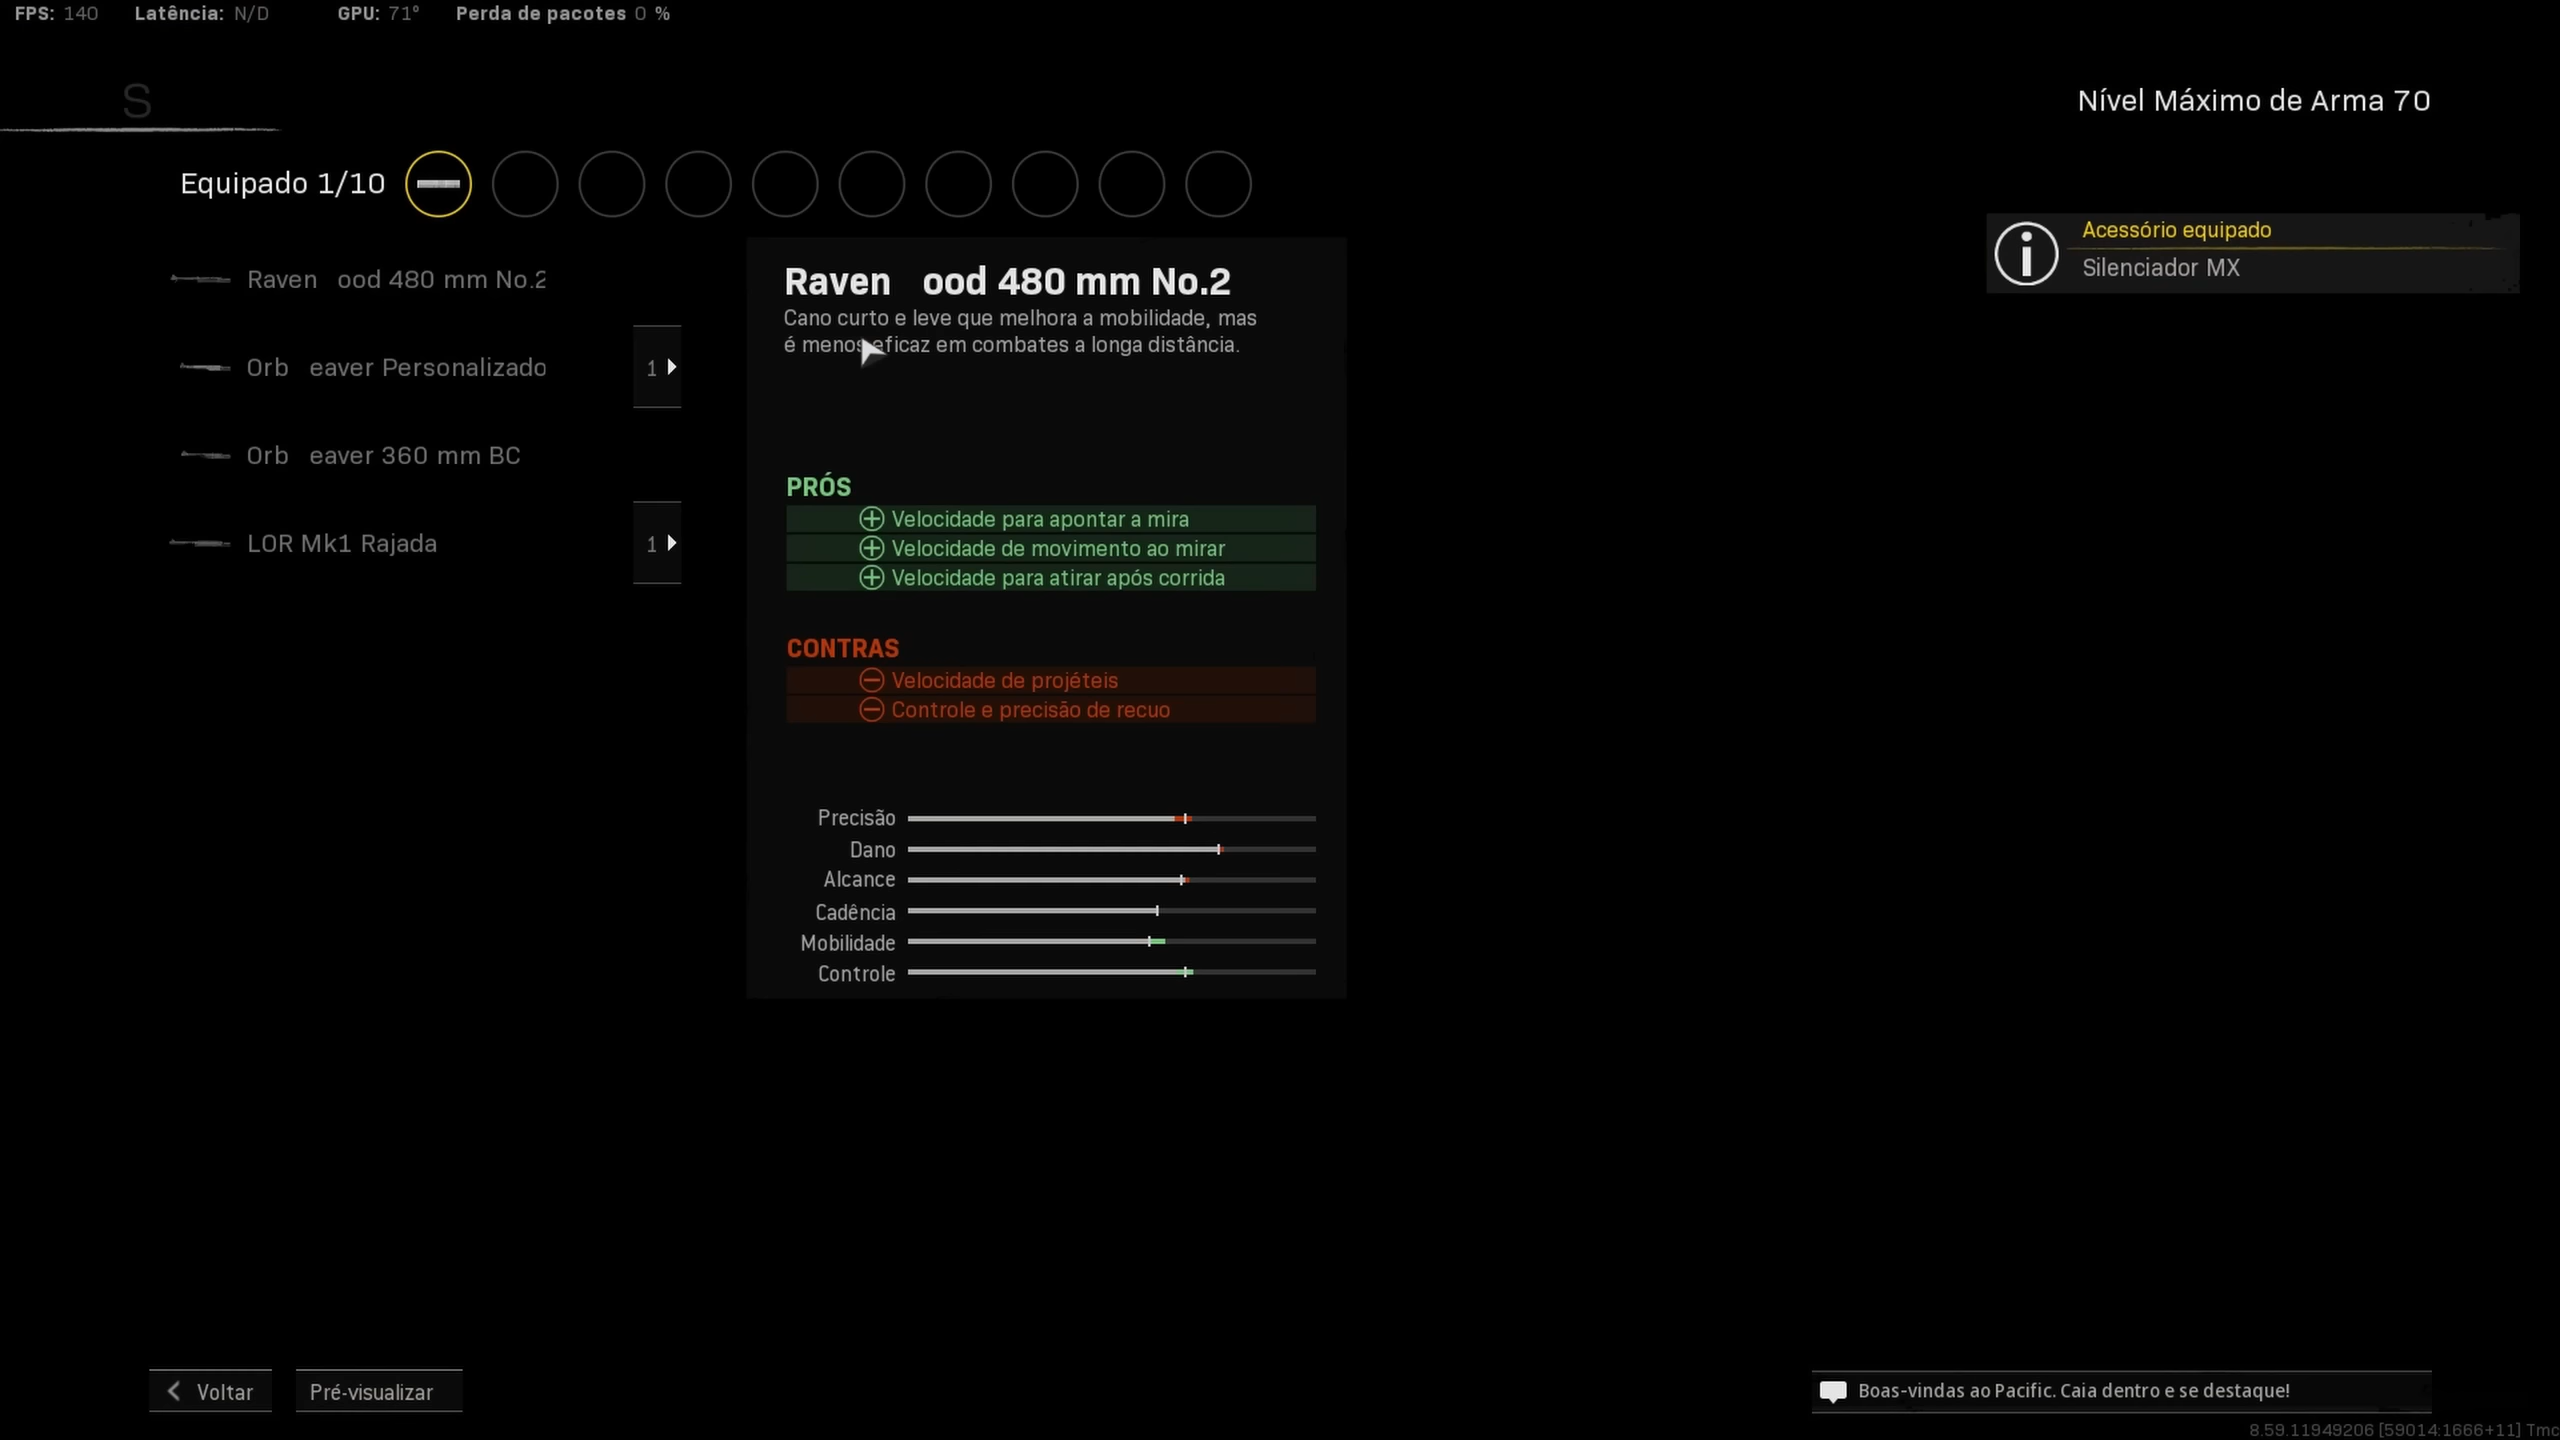 FPS: 140 Latência: N/D GPU: 71° Perda de pacotes 0 %
S
Nível Máximo de Arma 70
Equipado 1/10
Acessório equipado
Silenciador MX
Raven ood 480 mm No.2
Orb eaver Personalizado
1
Orb eaver 360 mm BC
LOR Mk1 Rajada
1
Raven ood 480 mm No.2
Cano curto e leve que melhora a mobilidade, mas
é menos eficaz em combates a longa distância.
PRÓS
Velocidade para apontar a mira
Velocidade de movimento ao mirar
Velocidade para atirar após corrida
CONTRAS
Velocidade de projéteis
Controle e precisão de recuo
Precisão
Dano
Alcance
Cadência
Mobilidade
Controle
Voltar
Pré-visualizar
Boas-vindas ao Pacific. Caia dentro e se destaque!
8.59.11949206 [59014:1666+11] Tmc